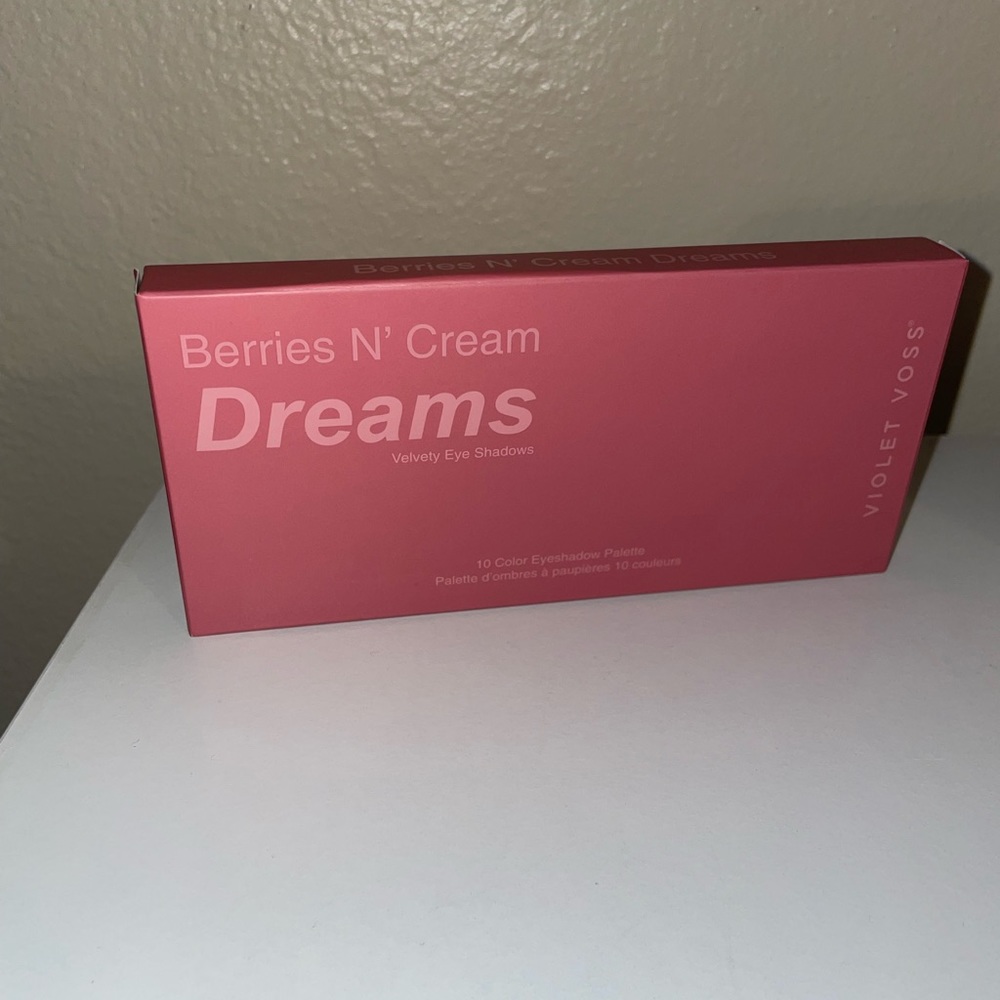 Berries N' Cream Dreams
Berries N' Cream
Dreams
Velvety Eye Shadows
10 Color Eyeshadow Palette
Palette d'ombres à paupières 10 couleurs
VIOLET VOSS®